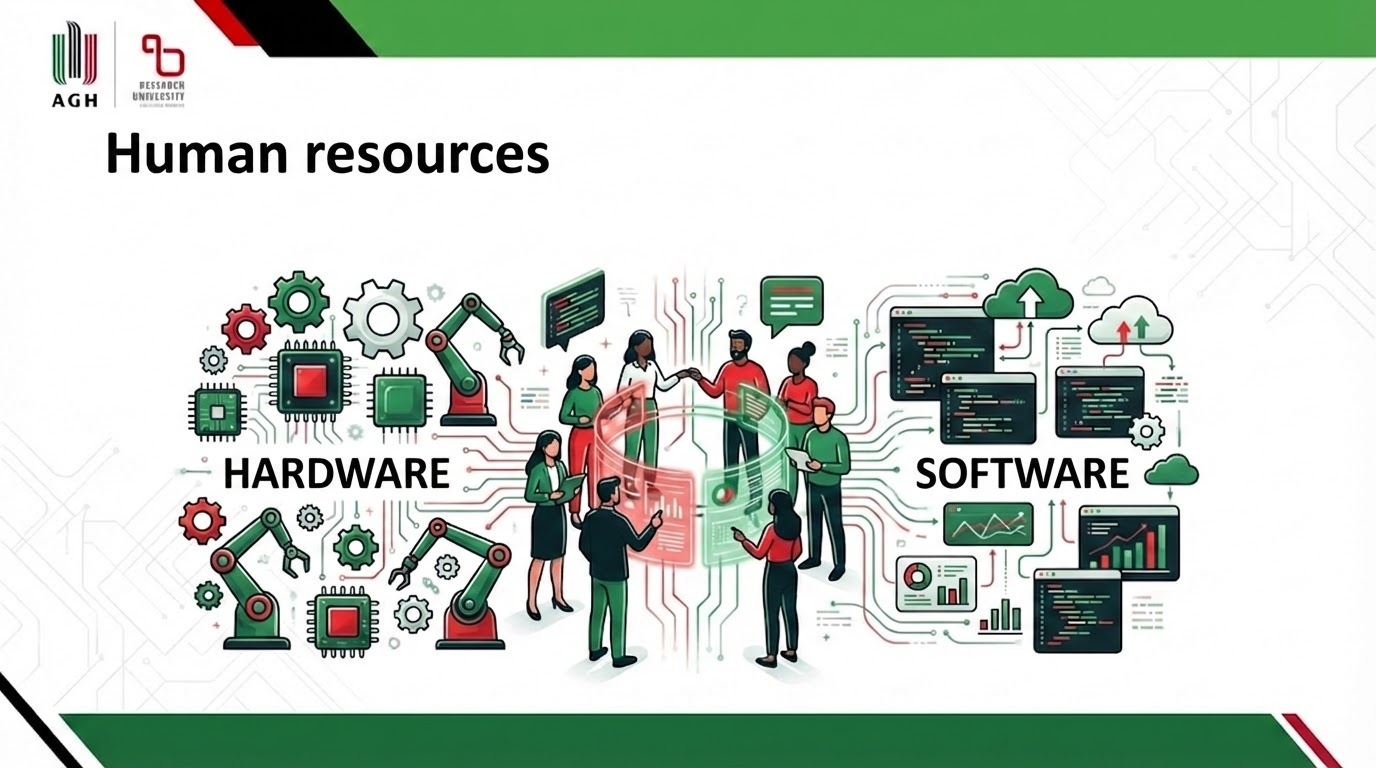 AGH
RESEARCH
UNIVERSITY
Human resources
HARDWARE
SOFTWARE